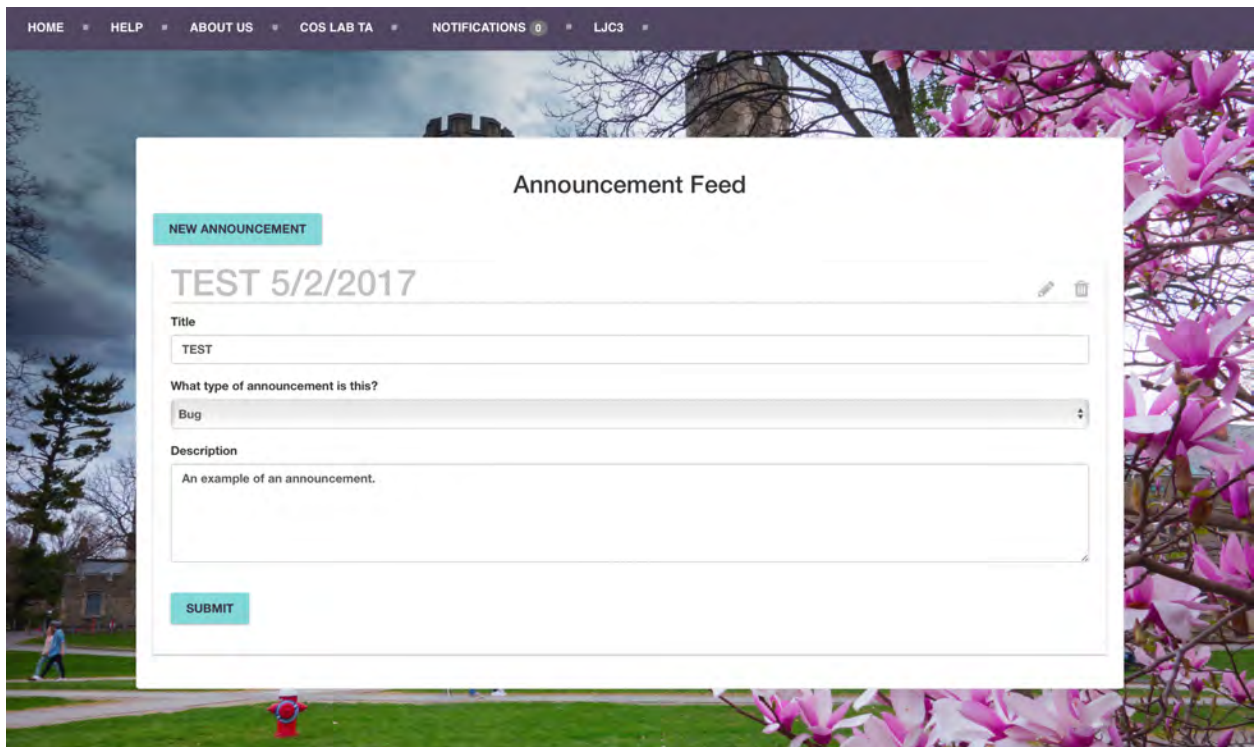 HOME HELP ABOUT US COS LAB TA NOTIFICATIONS 0 LJC3
Announcement Feed
NEW ANNOUNCEMENT
TEST 5/2/2017
Title
TEST
What type of announcement is this?
Bug
Description
An example of an announcement.
SUBMIT